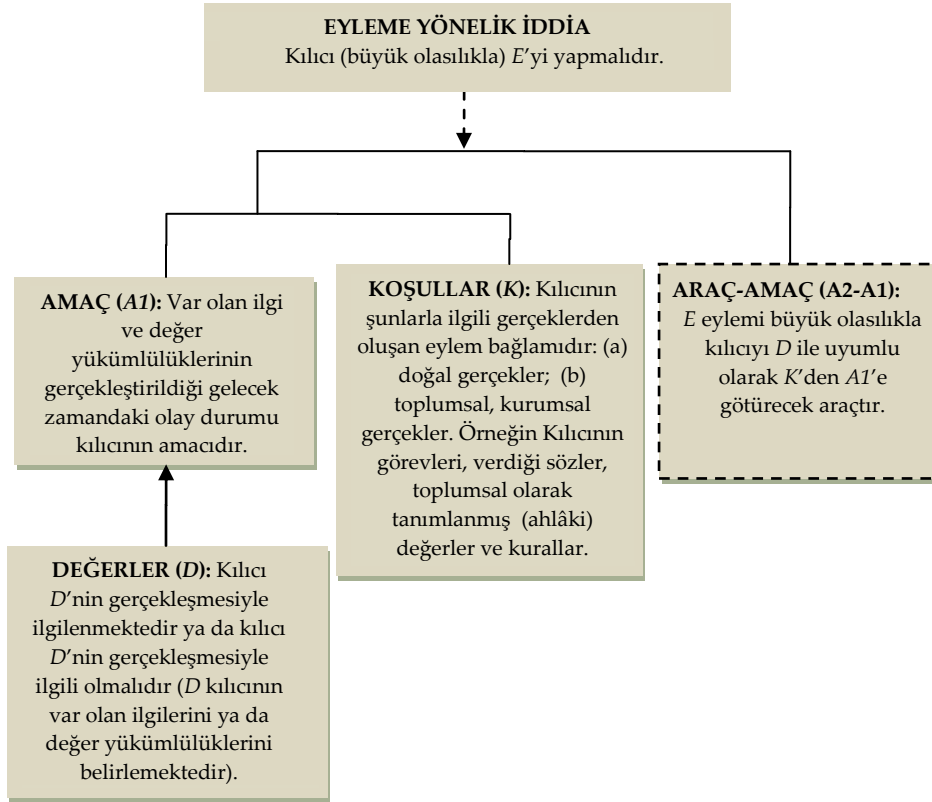 EYLEME YÖNELİK İDDİA
Kılıcı (büyük olasılıkla) E'yi yapmalıdır.
AMAÇ (A1): Var olan ilgi
ve değer
yükümlülüklerinin
gerçekleştirildiği gelecek
zamandaki olay durumu
kılıcının amacıdır.
KOŞULLAR (K): Kılıcının
şunlarla ilgili gerçeklerden
oluşan eylem bağlamıdır: (a)
doğal gerçekler; (b)
toplumsal, kurumsal
gerçekler. Örneğin Kılıcının
görevleri, verdiği sözler,
toplumsal olarak
tanımlanmış (ahlâki)
değerler ve kurallar.
ARAÇ-AMAÇ (A2-A1):
E eylemi büyük olasılıkla
kılıcıyı D ile uyumlu
olarak K'den A1'e
götürecek araçtır.
DEĞERLER (D): Kılıcı
D'nin gerçekleşmesiyle
ilgilenmektedir ya da kılıcı
D'nin gerçekleşmesiyle
ilgili olmalıdır (D kılıcının
var olan ilgilerini ya da
değer yükümlülüklerini
belirlemektedir).